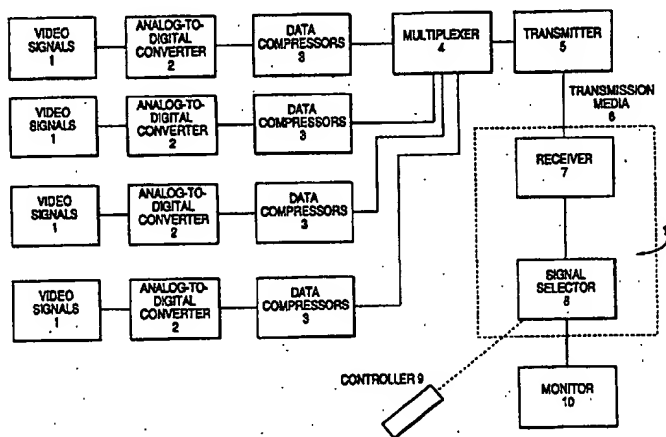 VIDEO
SIGNALS
1
ANALOG-TO-
DIGITAL
CONVERTER
2
DATA
COMPRESSORS
3
MULTIPLEXER
4
TRANSMITTER
5
VIDEO
SIGNALS
1
ANALOG-TO-
DIGITAL
CONVERTER
2
DATA
COMPRESSORS
3
TRANSMISSION
MEDIA
6
RECEIVER
7
VIDEO
SIGNALS
1
ANALOG-TO-
DIGITAL
CONVERTER
2
DATA
COMPRESSORS
3
VIDEO
SIGNALS
1
ANALOG-TO-
DIGITAL
CONVERTER
2
DATA
COMPRESSORS
3
SIGNAL
SELECTOR
8
CONTROLLER 9
MONITOR
10